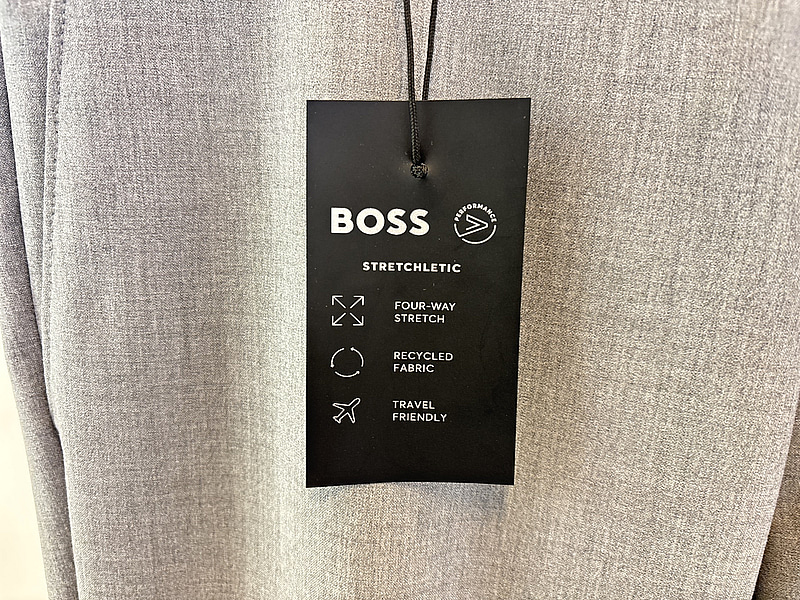 BOSS
PERFORMANCE
STRETCHLETIC
FOUR-WAY
STRETCH
RECYCLED
FABRIC
TRAVEL
FRIENDLY